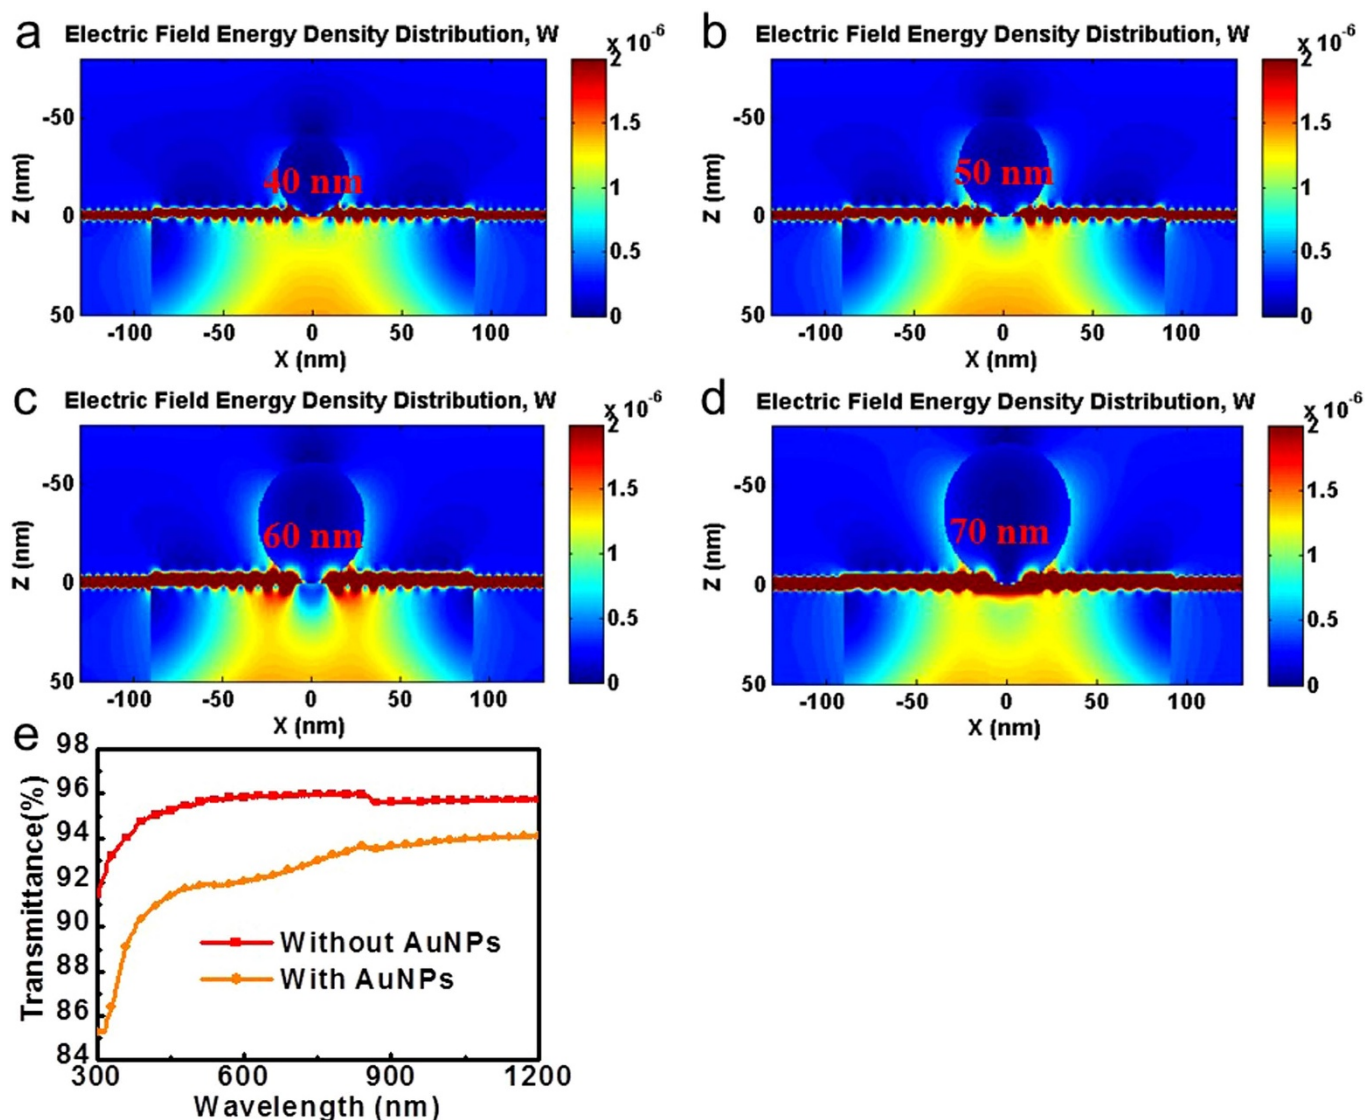 a Electric Field Energy Density Distribution, W
x 10^-6
2
1.5
1
0.5
0
-50
0
50
Z (nm)
40 nm
-100 -50 0 50 100
X (nm)
b Electric Field Energy Density Distribution, W
x 10^-6
2
1.5
1
0.5
0
-50
0
50
Z (nm)
50 nm
-100 -50 0 50 100
X (nm)
c Electric Field Energy Density Distribution, W
x 10^-6
2
1.5
1
0.5
0
-50
0
50
Z (nm)
60 nm
-100 -50 0 50 100
X (nm)
d Electric Field Energy Density Distribution, W
x 10^-6
2
1.5
1
0.5
0
-50
0
50
Z (nm)
70 nm
-100 -50 0 50 100
X (nm)
e
98
96
94
92
90
88
86
84
Transmittance(%)
Without AuNPs
With AuNPs
300 600 900 1200
Wavelength (nm)